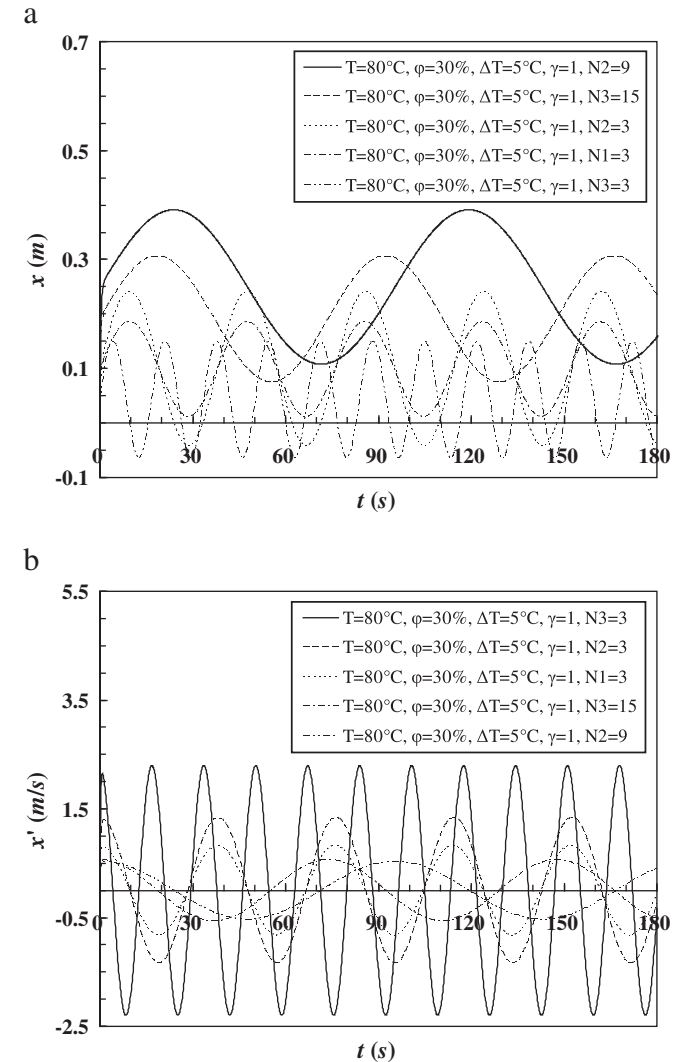 a
0.7
0.5
0.3
0.1
-0.1
x (m)
T=80°C, φ=30%, ΔT=5°C, γ=1, N2=9
T=80°C, φ=30%, ΔT=5°C, γ=1, N3=15
T=80°C, φ=30%, ΔT=5°C, γ=1, N2=3
T=80°C, φ=30%, ΔT=5°C, γ=1, N1=3
T=80°C, φ=30%, ΔT=5°C, γ=1, N3=3
0 30 60 90 120 150 180
t (s)
b
5.5
3.5
1.5
-0.5
-2.5
x' (m/s)
T=80°C, φ=30%, ΔT=5°C, γ=1, N3=3
T=80°C, φ=30%, ΔT=5°C, γ=1, N2=3
T=80°C, φ=30%, ΔT=5°C, γ=1, N1=3
T=80°C, φ=30%, ΔT=5°C, γ=1, N3=15
T=80°C, φ=30%, ΔT=5°C, γ=1, N2=9
0 30 60 90 120 150 180
t (s)